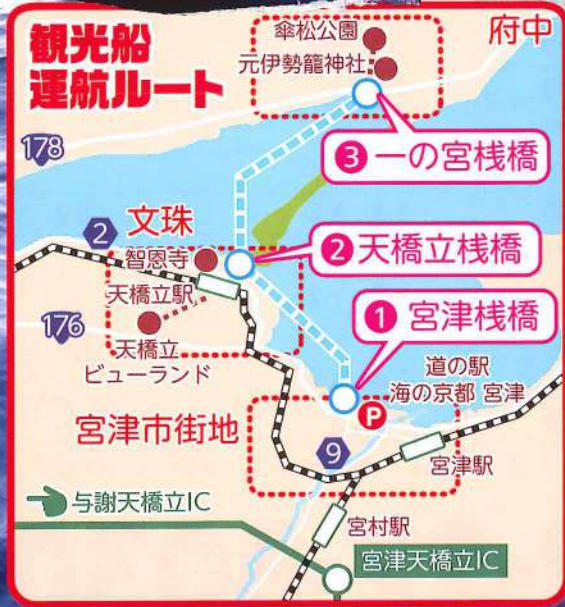 観光船
運航ルート
傘松公園
元伊勢籠神社
府中
178
③ 一の宮桟橋
2
文珠
智恩寺
② 天橋立桟橋
天橋立駅
176
天橋立
ビューランド
① 宮津桟橋
道の駅
海の京都 宮津
P
宮津市街地
9
宮津駅
与謝天橋立IC
宮村駅
宮津天橋立IC